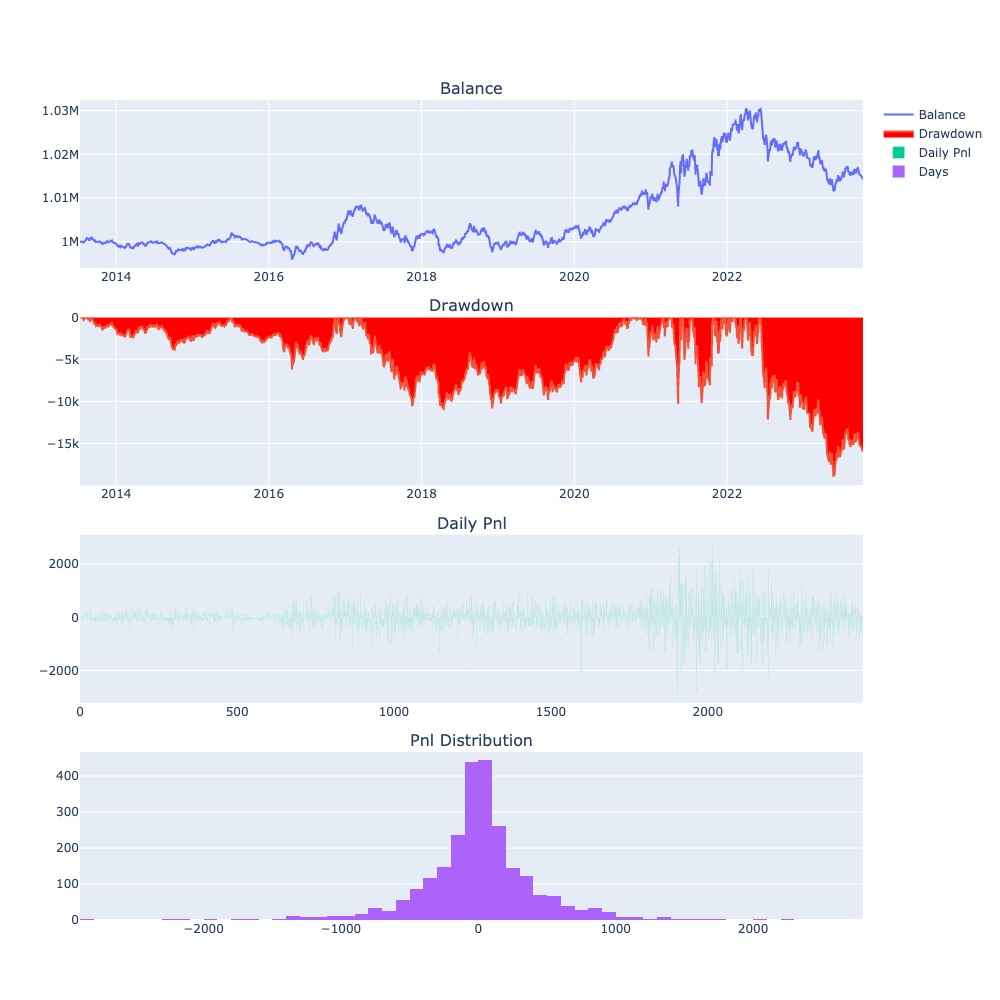 Balance
1.03M
1.02M
1.01M
1M
2014 2016 2018 2020 2022
Balance
Drawdown
Daily Pnl
Days
Drawdown
0
−5k
−10k
−15k
2014 2016 2018 2020 2022
Daily Pnl
2000
0
−2000
0 500 1000 1500 2000
Pnl Distribution
400
300
200
100
0
−2000 −1000 0 1000 2000